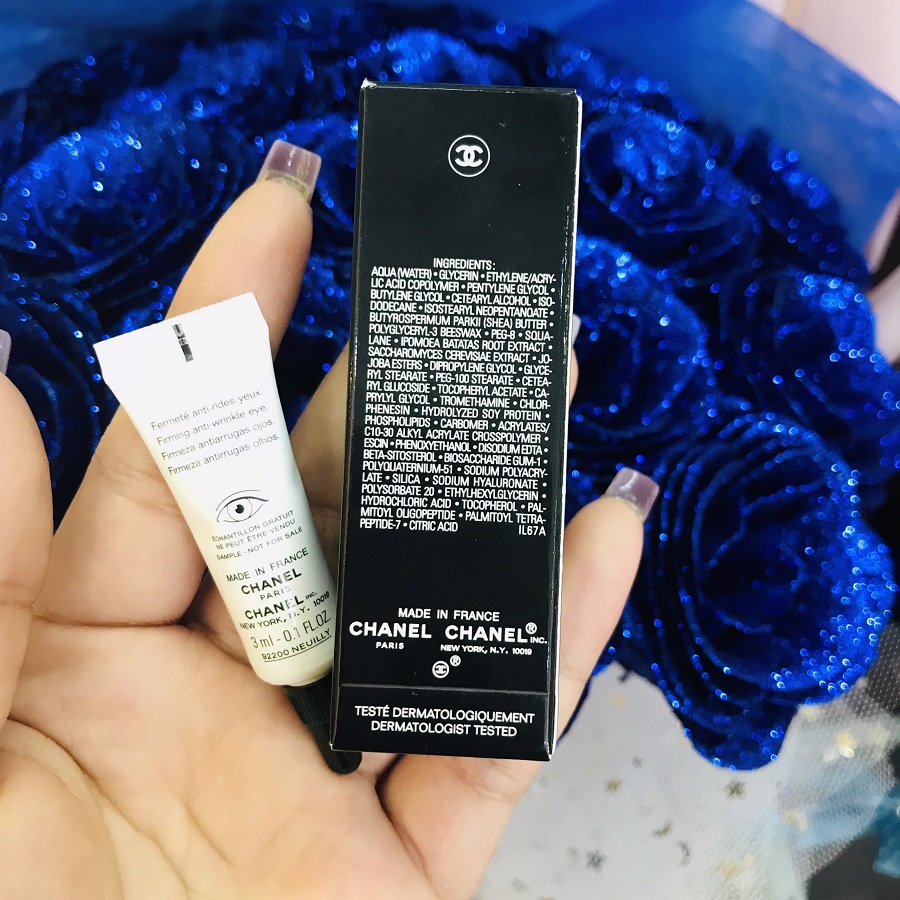 Fermeté anti-rides yeux.
Firming anti-wrinkle eye.
Firmeza antiarrugas ojos.
Firmeza antirrugas olhos.
ÉCHANTILLON GRATUIT
NE PEUT ÊTRE VENDU
SAMPLE - NOT FOR SALE
MADE IN FRANCE
CHANEL
PARIS
CHANEL INC.
NEW YORK, N.Y. 10019
3 ml - 0.1 FL.OZ.
92200 NEUILLY
INGREDIENTS:
AQUA (WATER) • GLYCERIN • ETHYLENE/ACRY-
LIC ACID COPOLYMER • PENTYLENE GLYCOL •
BUTYLENE GLYCOL • CETEARYL ALCOHOL • ISO-
DODECANE • ISOSTEARYL NEOPENTANOATE •
BUTYROSPERMUM PARKII (SHEA) BUTTER •
POLYGLYCERYL-3 BEESWAX • PEG-8 • SQUA-
LANE • IPOMOEA BATATAS ROOT EXTRACT •
SACCHAROMYCES CEREVISIAE EXTRACT • JO-
JOBA ESTERS • DIPROPYLENE GLYCOL • GLYCE-
RYL STEARATE • PEG-100 STEARATE • CETEA-
RYL GLUCOSIDE • TOCOPHERYL ACETATE • CA-
PRYLYL GLYCOL • TROMETHAMINE • CHLOR-
PHENESIN • HYDROLYZED SOY PROTEIN •
PHOSPHOLIPIDS • CARBOMER • ACRYLATES/
C10-30 ALKYL ACRYLATE CROSSPOLYMER •
ESCIN • PHENOXYETHANOL • DISODIUM EDTA •
BETA-SITOSTEROL • BIOSACCHARIDE GUM-1 •
POLYQUATERNIUM-51 • SODIUM POLYACRY-
LATE • SILICA • SODIUM HYALURONATE •
POLYSORBATE 20 • ETHYLHEXYLGLYCERIN •
HYDROCHLORIC ACID • TOCOPHEROL • PAL-
MITOYL OLIGOPEPTIDE • PALMITOYL TETRA-
PEPTIDE-7 • CITRIC ACID IL67A
MADE IN FRANCE
CHANEL CHANEL® INC.
PARIS NEW YORK, N.Y. 10019
®
TESTÉ DERMATOLOGIQUEMENT
DERMATOLOGIST TESTED